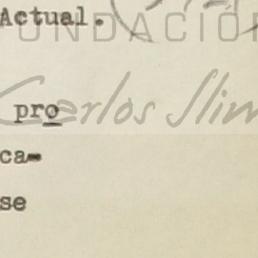 Actual.
FUNDACIÓN
Carlos Slim
pro
ca-
se